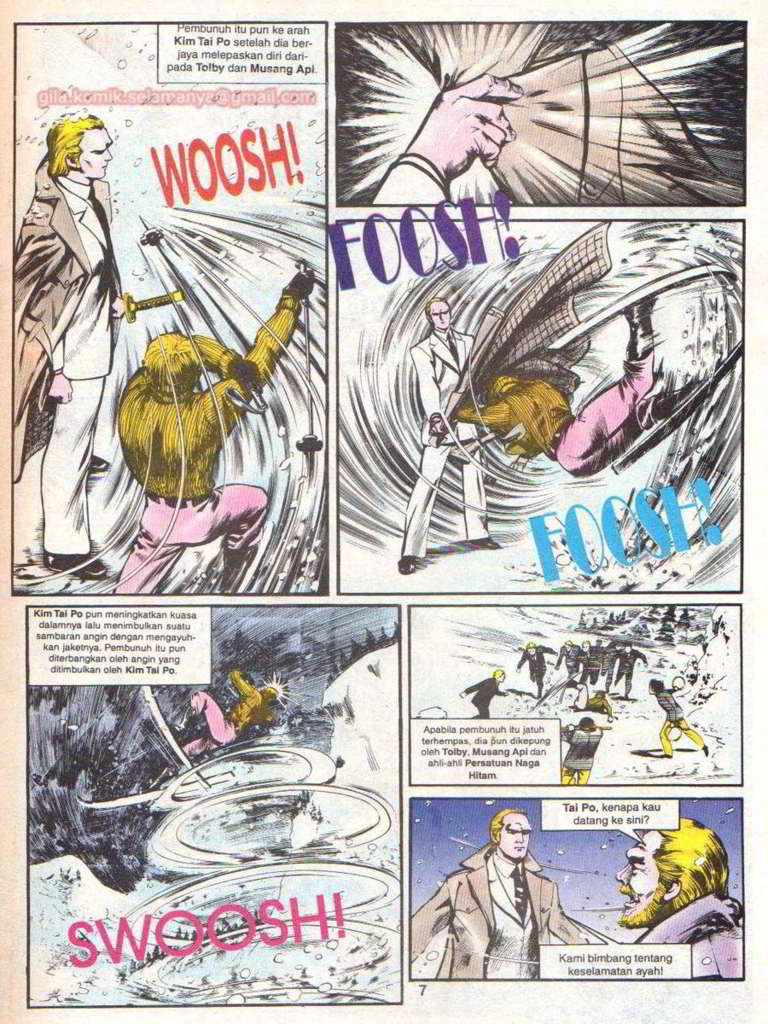 Pembunuh itu pun ke arah
Kim Tai Po setelah dia ber-
jaya melepaskan diri dari-
pada Tolby dan Musang Api.
gila.komik.selamanya@gmail.com
WOOSH!
FOOSH!
FOOSH!
Kim Tai Po pun meningkatkan kuasa
dalamnya lalu menimbulkan suatu
sambaran angin dengan mengayuh-
kan jaketnya. Pembunuh itu pun
diterbangkan oleh angin yang
ditimbulkan oleh Kim Tai Po.
SWOOSH!
Apabila pembunuh itu jatuh
terhempas, dia pun dikepung
oleh Tolby, Musang Api dan
ahli-ahli Persatuan Naga
Hitam.
Tai Po, kenapa kau
datang ke sini?
Kami bimbang tentang
keselamatan ayah!
7